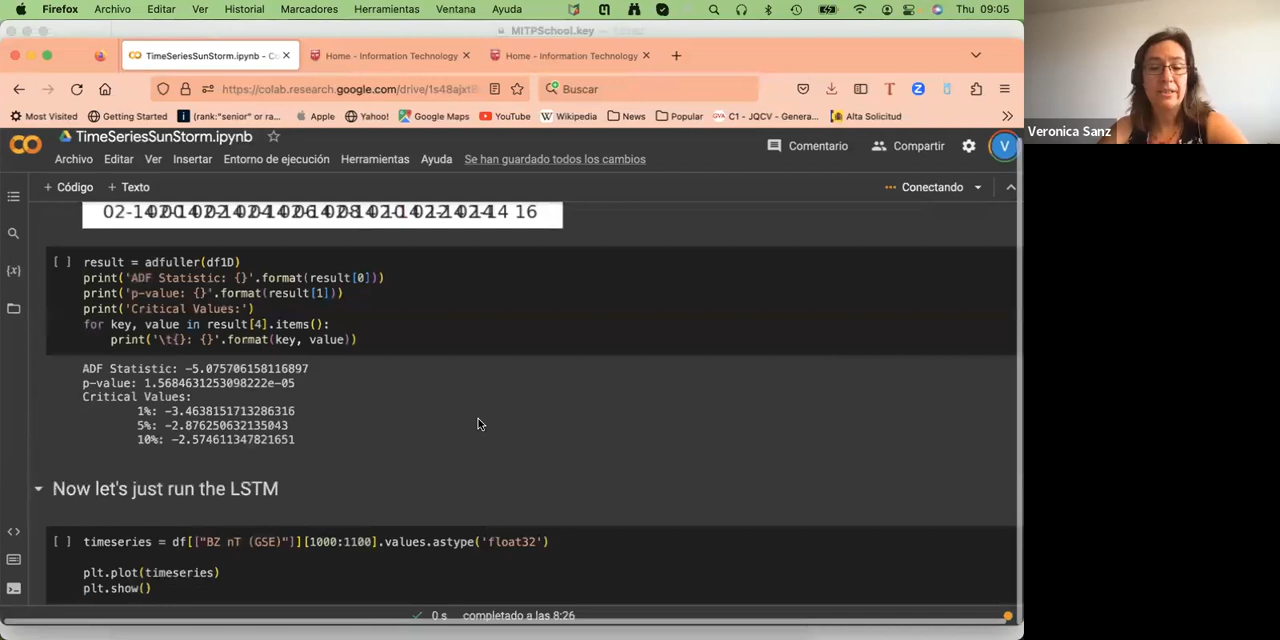 Firefox Archivo Editar Ver Historial Marcadores Herramientas Ventana Ayuda Thu 09:05
MITPSchool.key
TimeSeriesSunStorm.ipynb - C Home - Information Technology Home - Information Technology
https://colab.research.google.com/drive/1s48ajxt Buscar
Most Visited Getting Started (rank:"senior" or ra... Apple Yahoo! Google Maps YouTube Wikipedia News Popular C1 - JQCV - Genera... Alta Solicitud
Veronica Sanz
TimeSeriesSunStorm.ipynb
Archivo Editar Ver Insertar Entorno de ejecución Herramientas Ayuda Se han guardado todos los cambios
Comentario Compartir V
+ Código + Texto Conectando
result = adfuller(df1D)
print('ADF Statistic: {}'.format(result[0]))
print('p-value: {}'.format(result[1]))
print('Critical Values:')
for key, value in result[4].items():
print('\t{}: {}'.format(key, value))
ADF Statistic: -5.075706158116897
p-value: 1.5684631253098222e-05
Critical Values:
1%: -3.4638151713286316
5%: -2.876250632135043
10%: -2.574611347821651
Now let's just run the LSTM
timeseries = df[["BZ nT (GSE)"]][1000:1100].values.astype('float32')
plt.plot(timeseries)
plt.show()
0 s completado a las 8:26